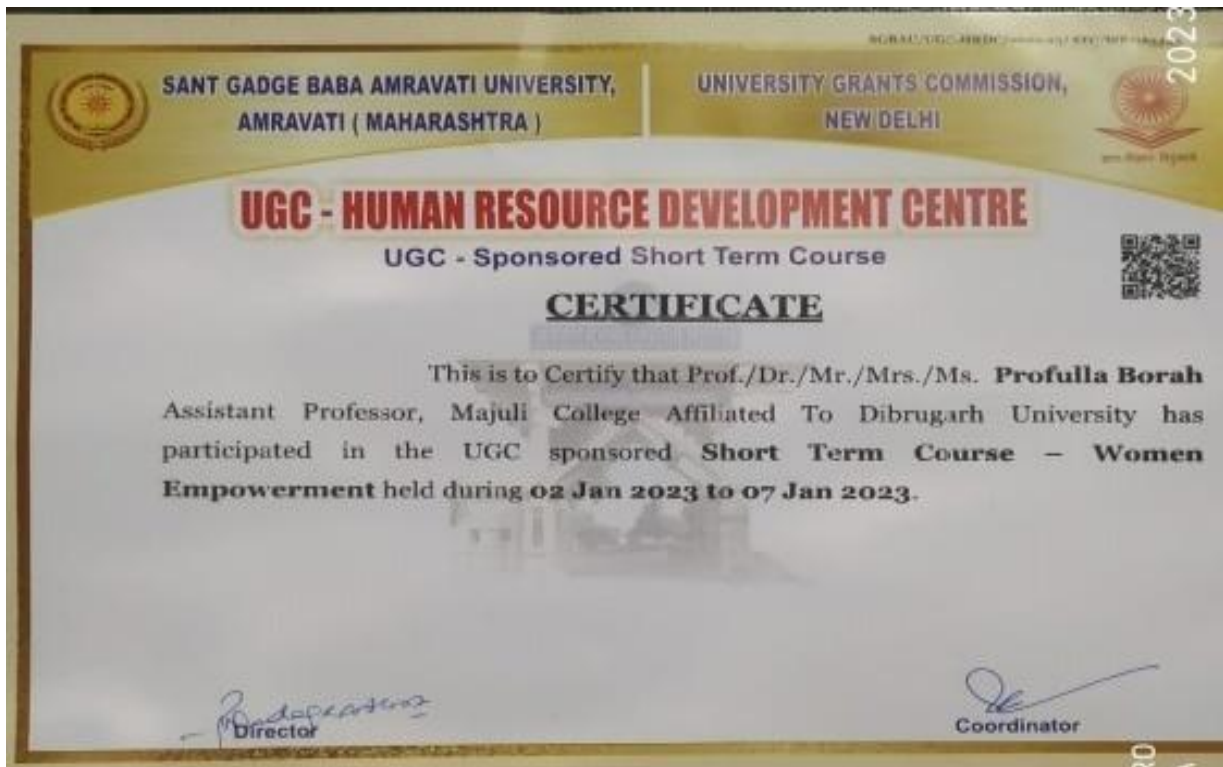 2023
SANT GADGE BABA AMRAVATI UNIVERSITY,
AMRAVATI ( MAHARASHTRA )
UNIVERSITY GRANTS COMMISSION,
NEW DELHI
UGC - HUMAN RESOURCE DEVELOPMENT CENTRE
UGC - Sponsored Short Term Course
CERTIFICATE
This is to Certify that Prof./Dr./Mr./Mrs./Ms. Profulla Borah
Assistant Professor, Majuli College Affiliated To Dibrugarh University has
participated in the UGC sponsored Short Term Course – Women
Empowerment held during 02 Jan 2023 to 07 Jan 2023.
Director
Coordinator